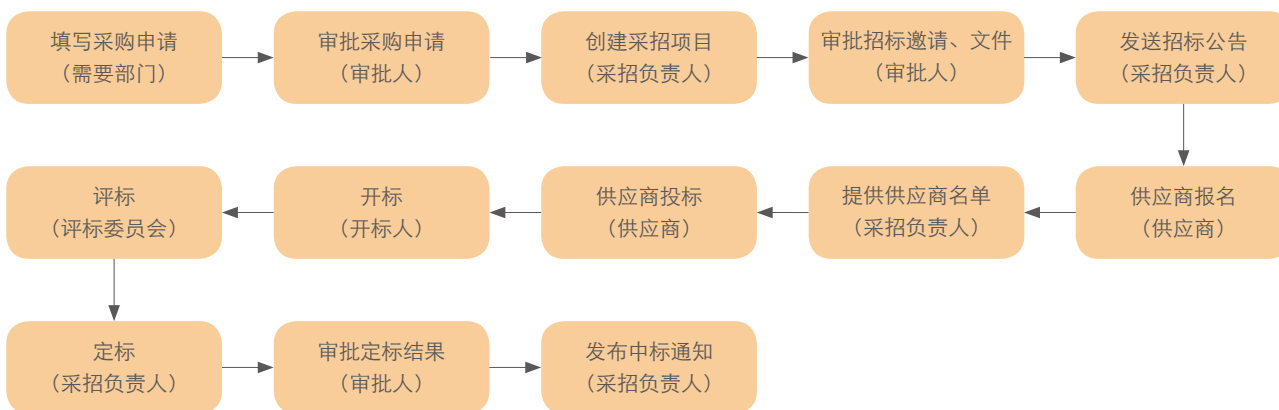 填写采购申请
（需要部门）
审批采购申请
（审批人）
创建采招项目
（采招负责人）
审批招标邀请、文件
（审批人）
发送招标公告
（采招负责人）
供应商报名
（供应商）
提供供应商名单
（采招负责人）
供应商投标
（供应商）
开标
（开标人）
评标
（评标委员会）
定标
（采招负责人）
审批定标结果
（审批人）
发布中标通知
（采招负责人）